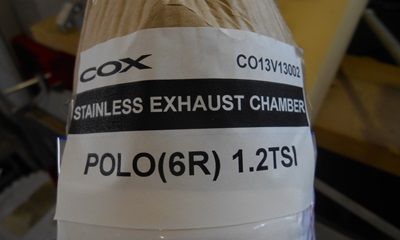 COX CO13V13002
STAINLESS EXHAUST CHAMBER
POLO(6R) 1.2TSI